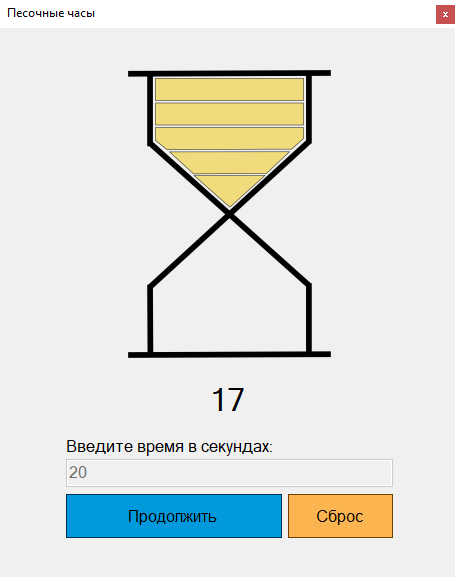 Песочные часы
x
17
Введите время в секундах:
20
Продолжить
Сброс